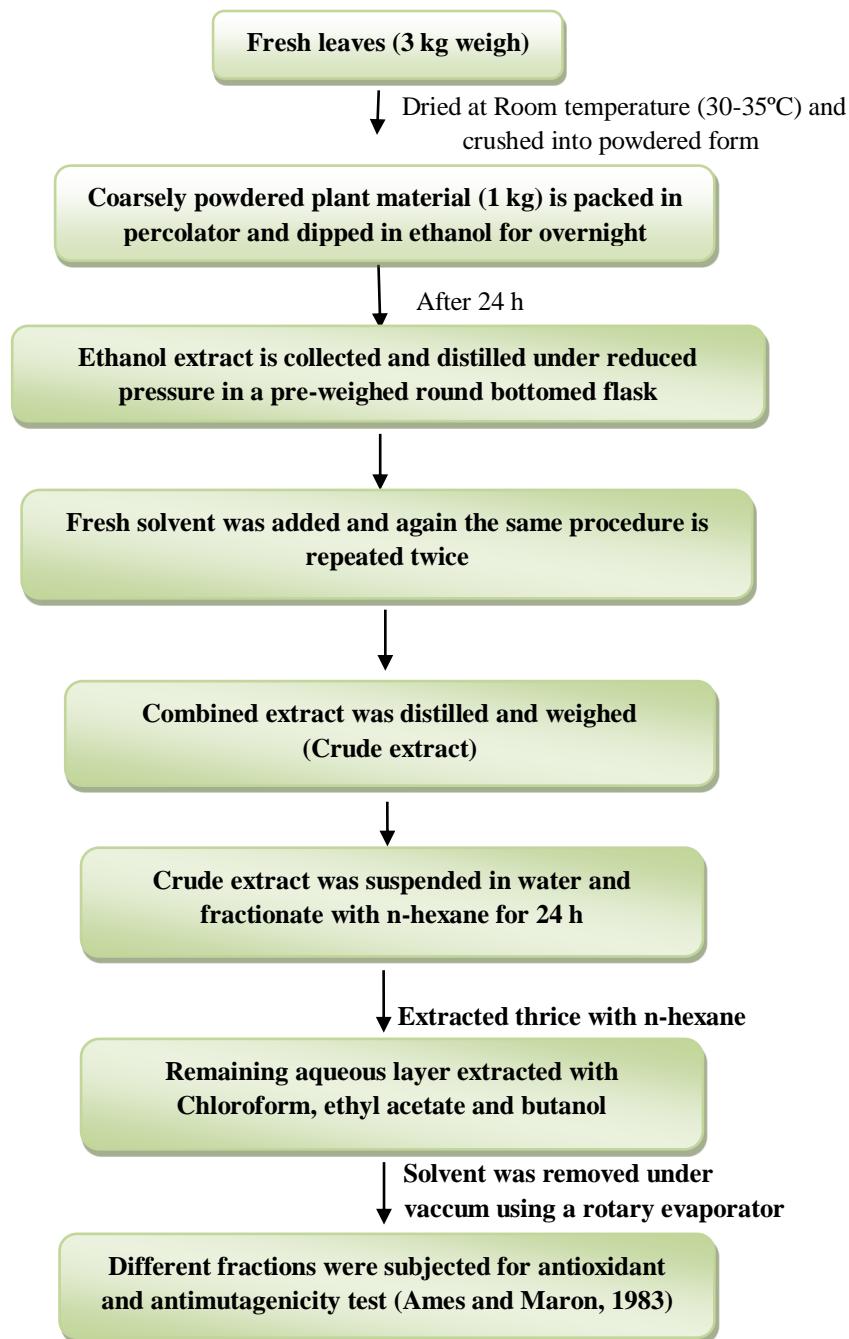 Fresh leaves (3 kg weigh)
Dried at Room temperature (30-35ºC) and
crushed into powdered form
Coarsely powdered plant material (1 kg) is packed in
percolator and dipped in ethanol for overnight
After 24 h
Ethanol extract is collected and distilled under reduced
pressure in a pre-weighed round bottomed flask
Fresh solvent was added and again the same procedure is
repeated twice
Combined extract was distilled and weighed
(Crude extract)
Crude extract was suspended in water and
fractionate with n-hexane for 24 h
Extracted thrice with n-hexane
Remaining aqueous layer extracted with
Chloroform, ethyl acetate and butanol
Solvent was removed under
vaccum using a rotary evaporator
Different fractions were subjected for antioxidant
and antimutagenicity test (Ames and Maron, 1983)